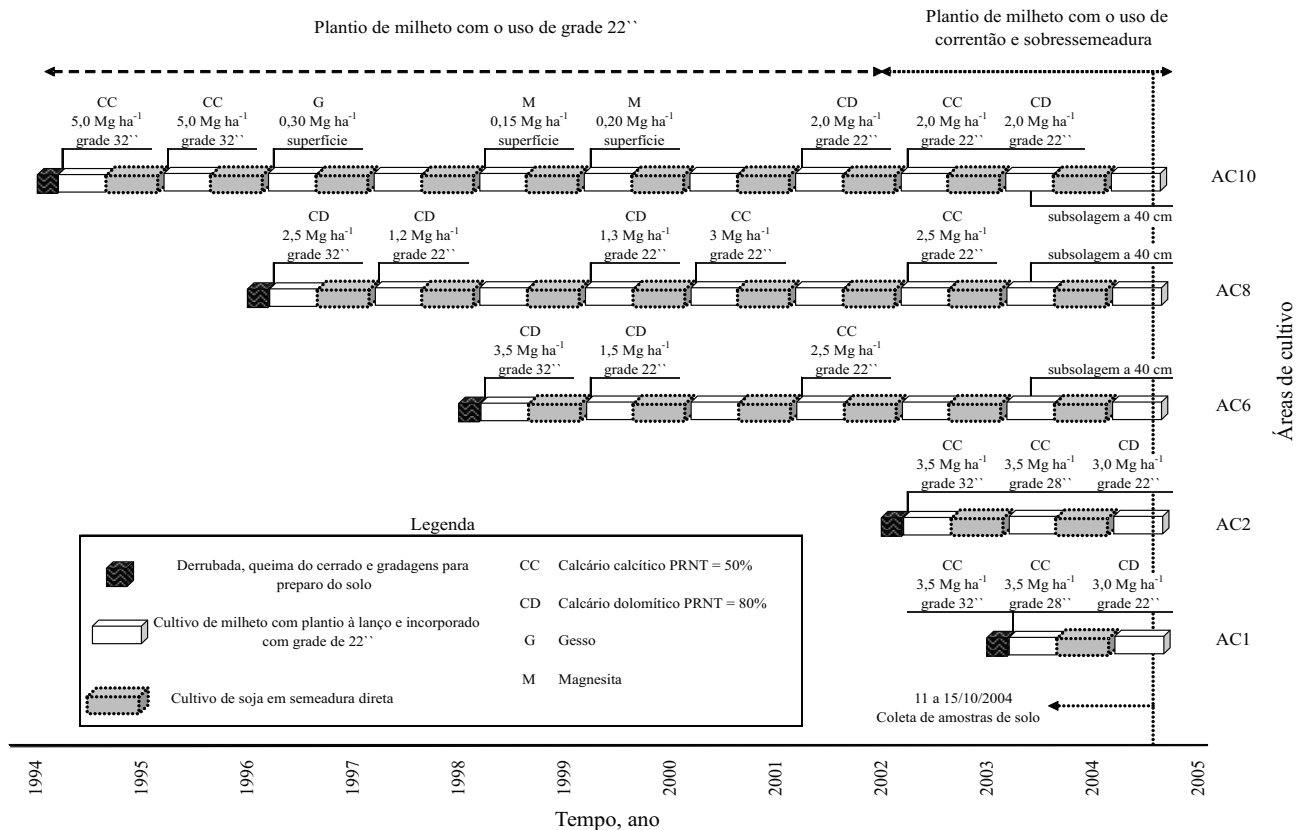 Plantio de milheto com o uso de grade 22``
Plantio de milheto com o uso de
correntão e sobressemeadura
CC CC G M M CD CC CD
5,0 Mg ha-1 5,0 Mg ha-1 0,30 Mg ha-1 0,15 Mg ha-1 0,20 Mg ha-1 2,0 Mg ha-1 2,0 Mg ha-1 2,0 Mg ha-1
grade 32`` grade 32`` superfície superfície superfície grade 22`` grade 22`` grade 22``
AC10
subsolagem a 40 cm
CD CD CD CC CC
2,5 Mg ha-1 1,2 Mg ha-1 1,3 Mg ha-1 3 Mg ha-1 2,5 Mg ha-1
grade 32`` grade 22`` grade 22`` grade 22`` grade 22`` subsolagem a 40 cm
AC8
CD CD CC
3,5 Mg ha-1 1,5 Mg ha-1 2,5 Mg ha-1
grade 32`` grade 22`` grade 22`` subsolagem a 40 cm
AC6
Áreas de cultivo
CC CC CD
3,5 Mg ha-1 3,5 Mg ha-1 3,0 Mg ha-1
grade 32`` grade 28`` grade 22``
AC2
CC CC CD
3,5 Mg ha-1 3,5 Mg ha-1 3,0 Mg ha-1
grade 32`` grade 28`` grade 22``
AC1
11 a 15/10/2004
Coleta de amostras de solo
Legenda
Derrubada, queima do cerrado e gradagens para
preparo do solo
Cultivo de milheto com plantio à lanço e incorporado
com grade de 22``
Cultivo de soja em semeadura direta
CC Calcário calcítico PRNT = 50%
CD Calcário dolomítico PRNT = 80%
G Gesso
M Magnesita
1994 1995 1996 1997 1998 1999 2000 2001 2002 2003 2004 2005
Tempo, ano